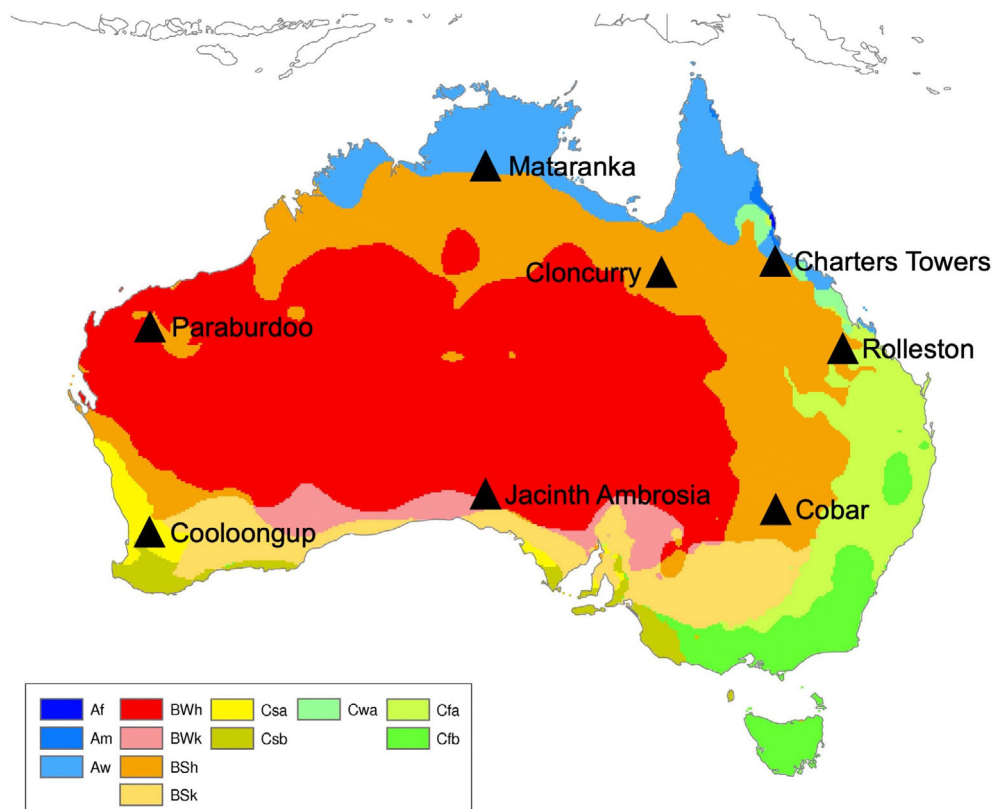 Mataranka
Charters Towers
Cloncurry
Paraburdoo
Rolleston
Jacinth Ambrosia
Cobar
Cooloongup
Af BWh Csa Cwa Cfa
Am BWk Csb Cfb
Aw BSh
BSk